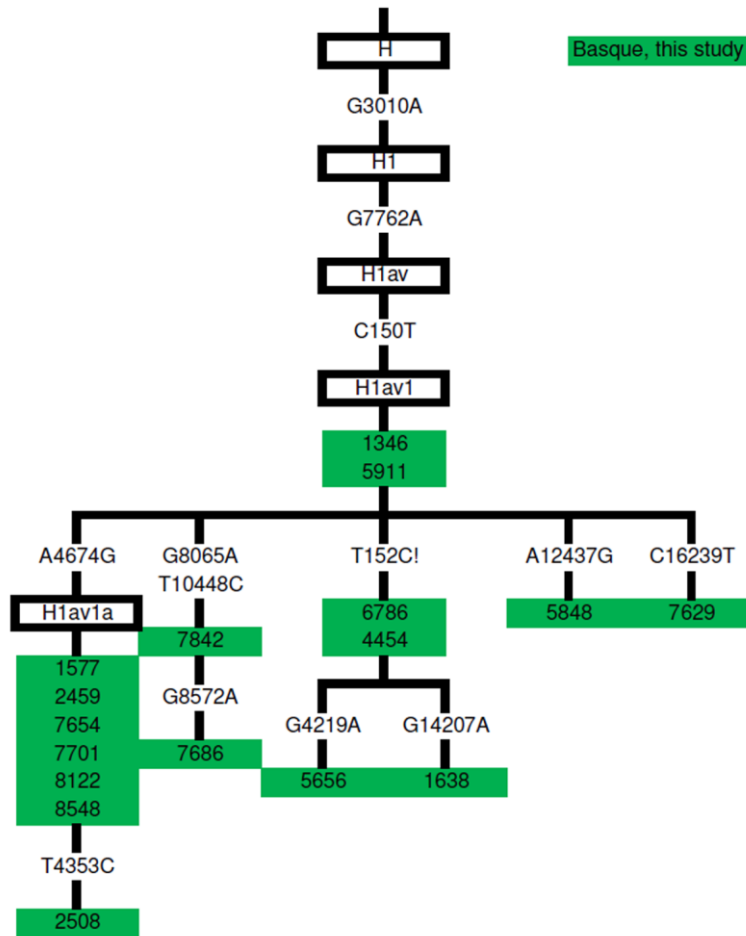 H
Basque, this study
G3010A
H1
G7762A
H1av
C150T
H1av1
1346
5911
A4674G
G8065A
T10448C
T152C!
A12437G
C16239T
H1av1a
7842
6786
4454
5848
7629
1577
2459
7654
7701
8122
8548
G8572A
7686
G4219A
G14207A
5656
1638
T4353C
2508